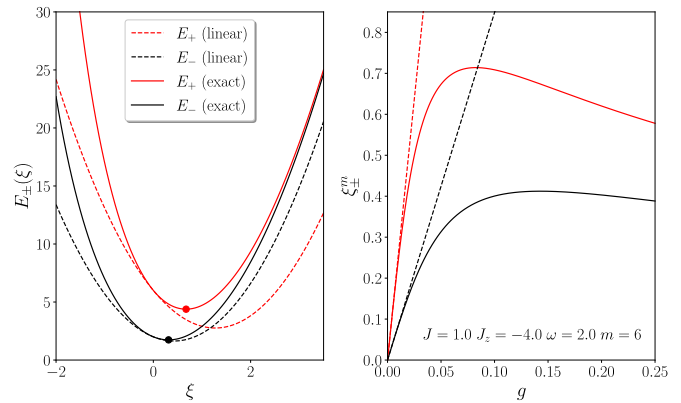 30
25
20
15
10
5
0
E±(ξ)
−2
0
2
ξ
E+ (linear)
E− (linear)
E+ (exact)
E− (exact)
0.8
0.7
0.6
0.5
0.4
0.3
0.2
0.1
0.0
ξ±^m
J = 1.0 J_z = −4.0 ω = 2.0 m = 6
0.00
0.05
0.10
0.15
0.20
0.25
g